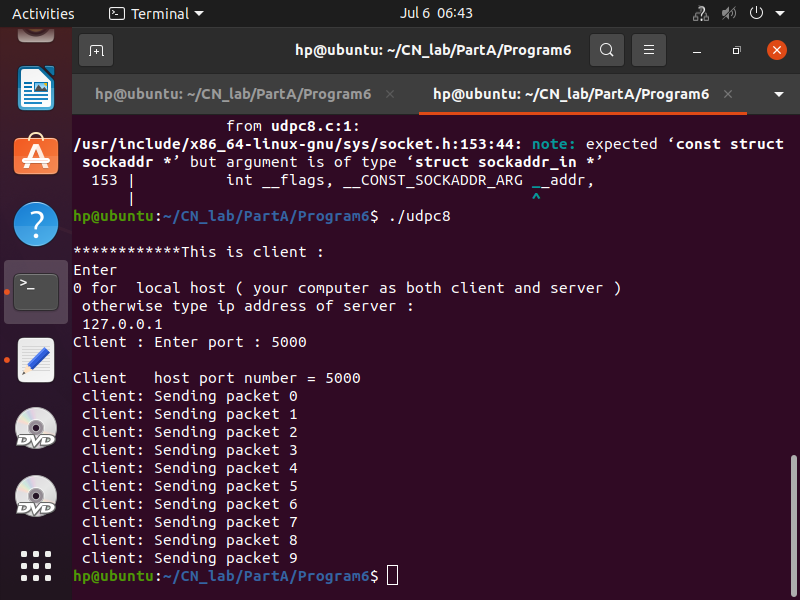 Activities Terminal Jul 6 06:43
hp@ubuntu: ~/CN_lab/PartA/Program6
hp@ubuntu: ~/CN_lab/PartA/Program6 × hp@ubuntu: ~/CN_lab/PartA/Program6 ×
from udpc8.c:1:
/usr/include/x86_64-linux-gnu/sys/socket.h:153:44: note: expected ‘const struct
sockaddr *’ but argument is of type ‘struct sockaddr_in *’
153 | int __flags, __CONST_SOCKADDR_ARG __addr,
| ^
hp@ubuntu:~/CN_lab/PartA/Program6$ ./udpc8
************This is client :
Enter
0 for local host ( your computer as both client and server )
otherwise type ip address of server :
127.0.0.1
Client : Enter port : 5000
Client host port number = 5000
client: Sending packet 0
client: Sending packet 1
client: Sending packet 2
client: Sending packet 3
client: Sending packet 4
client: Sending packet 5
client: Sending packet 6
client: Sending packet 7
client: Sending packet 8
client: Sending packet 9
hp@ubuntu:~/CN_lab/PartA/Program6$
DVD
DVD